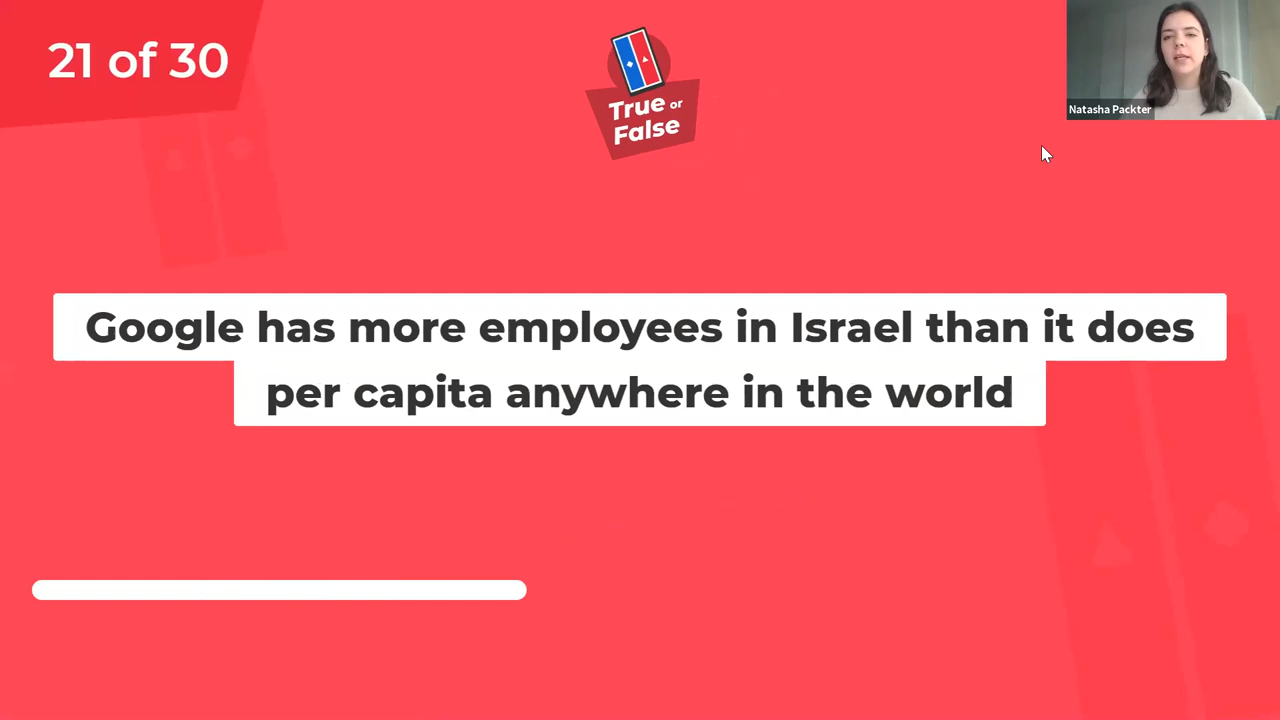 21 of 30
True or
False
Natasha Packter
Google has more employees in Israel than it does
per capita anywhere in the world